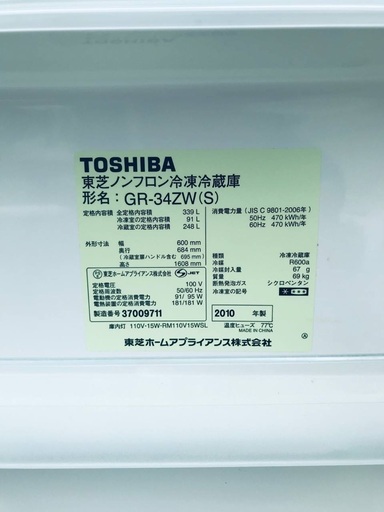 TOSHIBA
東芝ノンフロン冷凍冷蔵庫
形名：GR-34ZW(S)
定格内容積 全定格内容積 339 L
冷凍室の定格内容積 91 L
冷蔵室の定格内容積 248 L
消費電力量(JIS C 9801-2006年)
50Hz 470 kWh/年
60Hz 470 kWh/年
外形寸法 幅 600 mm
奥行 684 mm
(冷蔵室扉ハンドル含む 695 mm)
高さ 1608 mm
種類 冷凍冷蔵庫
冷媒 R600a
冷媒封入量 67 g
質量 69 kg
断熱発泡ガス シクロペンタン
冷凍室の記号
東芝ホームアプライアンス株式会社 JET
定格電圧 100 V
定格周波数 50/60 Hz
電動機の定格消費電力 91/ 95 W
電熱装置の定格消費電力 181/181 W
製造番号 37009711
2010 年製
庫内灯 110V-15W-RM110V15WSL
温度ヒューズ 77℃
MADE IN CHINA
東芝ホームアプライアンス株式会社